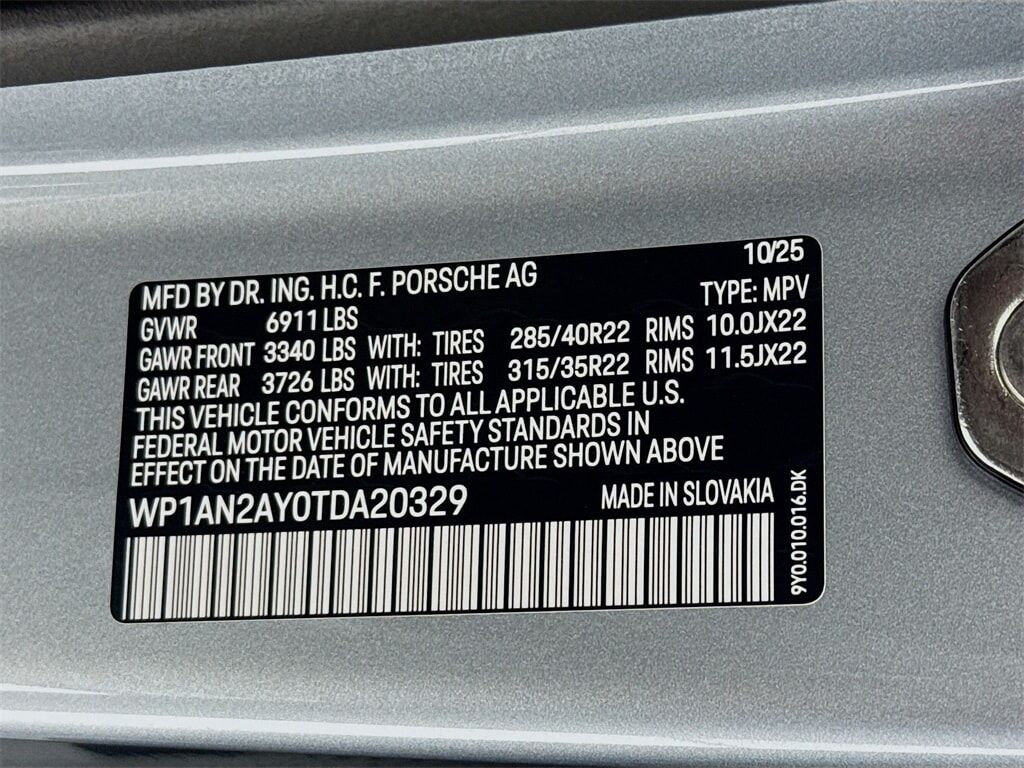 MFD BY DR. ING. H.C. F. PORSCHE AG 10/25
GVWR 6911 LBS TYPE: MPV
GAWR FRONT 3340 LBS WITH: TIRES 285/40R22 RIMS 10.0JX22
GAWR REAR 3726 LBS WITH: TIRES 315/35R22 RIMS 11.5JX22
THIS VEHICLE CONFORMS TO ALL APPLICABLE U.S.
FEDERAL MOTOR VEHICLE SAFETY STANDARDS IN
EFFECT ON THE DATE OF MANUFACTURE SHOWN ABOVE
WP1AN2AY0TDA20329 MADE IN SLOVAKIA
9Y0.010.016.DK